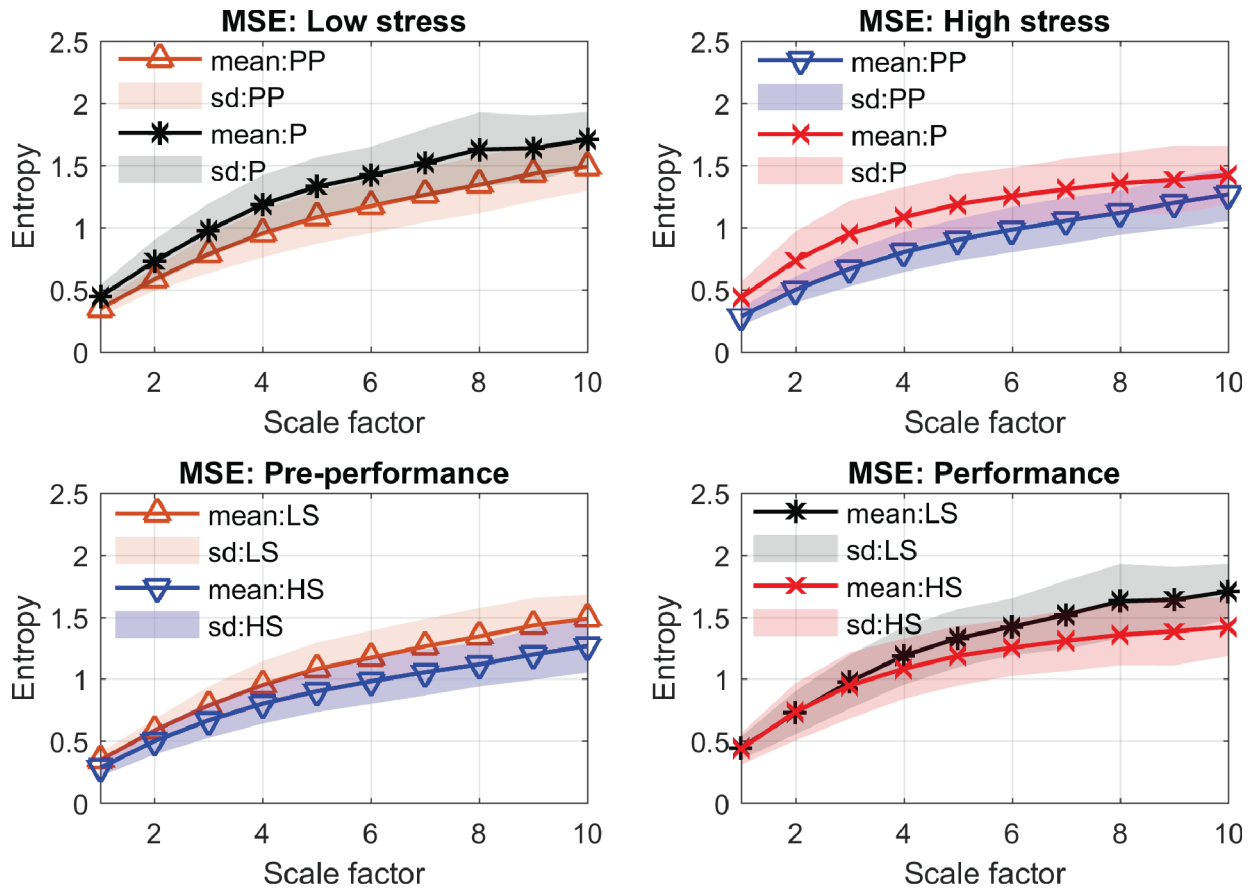 MSE: Low stress
2.5
2
1.5
1
0.5
0
Entropy
mean:PP
sd:PP
mean:P
sd:P
2
4
6
8
10
Scale factor
MSE: High stress
2.5
2
1.5
1
0.5
0
Entropy
mean:PP
sd:PP
mean:P
sd:P
2
4
6
8
10
Scale factor
MSE: Pre-performance
2.5
2
1.5
1
0.5
0
Entropy
mean:LS
sd:LS
mean:HS
sd:HS
2
4
6
8
10
Scale factor
MSE: Performance
2.5
2
1.5
1
0.5
0
Entropy
mean:LS
sd:LS
mean:HS
sd:HS
2
4
6
8
10
Scale factor